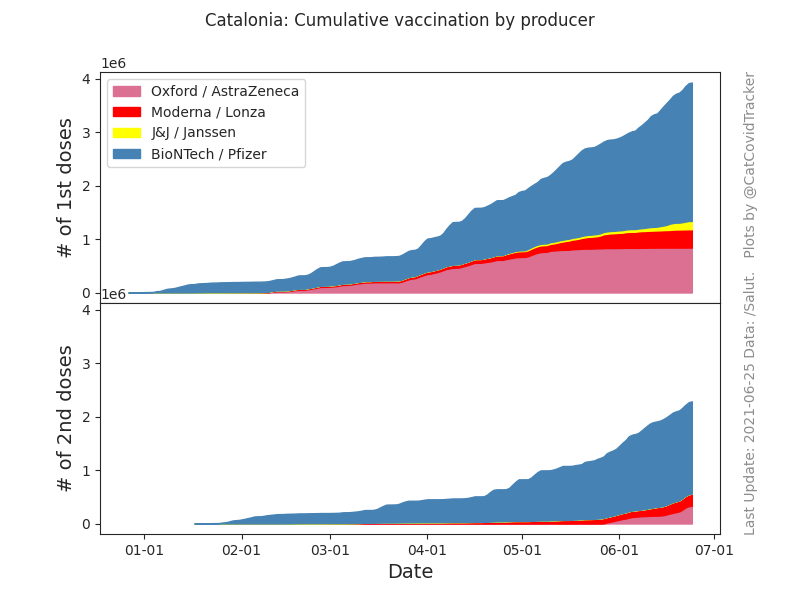 Catalonia: Cumulative vaccination by producer
1e6
4
3
2
1
0
# of 1st doses
Oxford / AstraZeneca
Moderna / Lonza
J&J / Janssen
BioNTech / Pfizer
1e6
4
3
2
1
0
# of 2nd doses
01-01
02-01
03-01
04-01
05-01
06-01
07-01
Date
Last Update: 2021-06-25 Data: /Salut. Plots by @CatCovidTracker